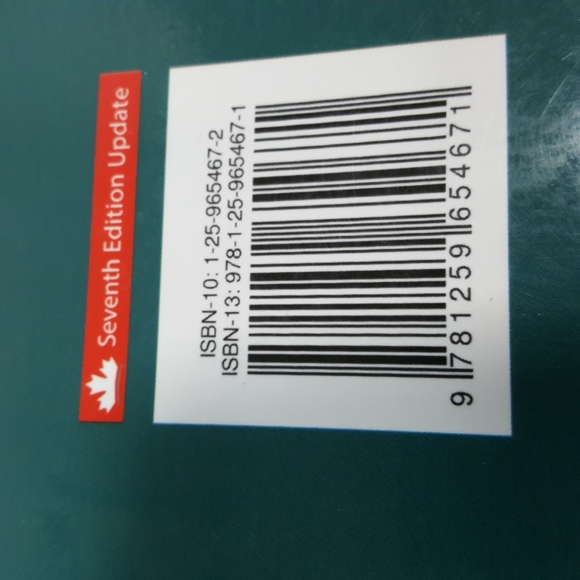 Seventh Edition Update
ISBN-10: 1-25-965467-2
ISBN-13: 978-1-25-965467-1
9 781259 654671